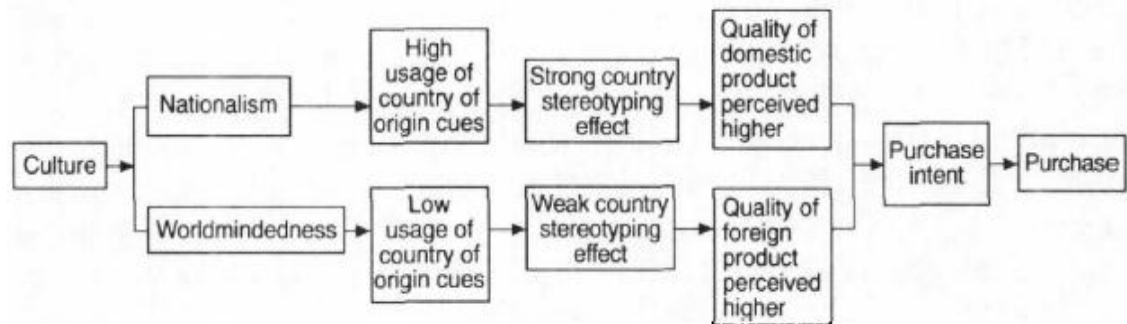 Culture
Nationalism
High
usage of
country of
origin cues
Strong country
stereotyping
effect
Quality of
domestic
product
perceived
higher
Worldmindedness
Low
usage of
country of
origin cues
Weak country
stereotyping
effect
Quality of
foreign
product
perceived
higher
Purchase
intent
Purchase